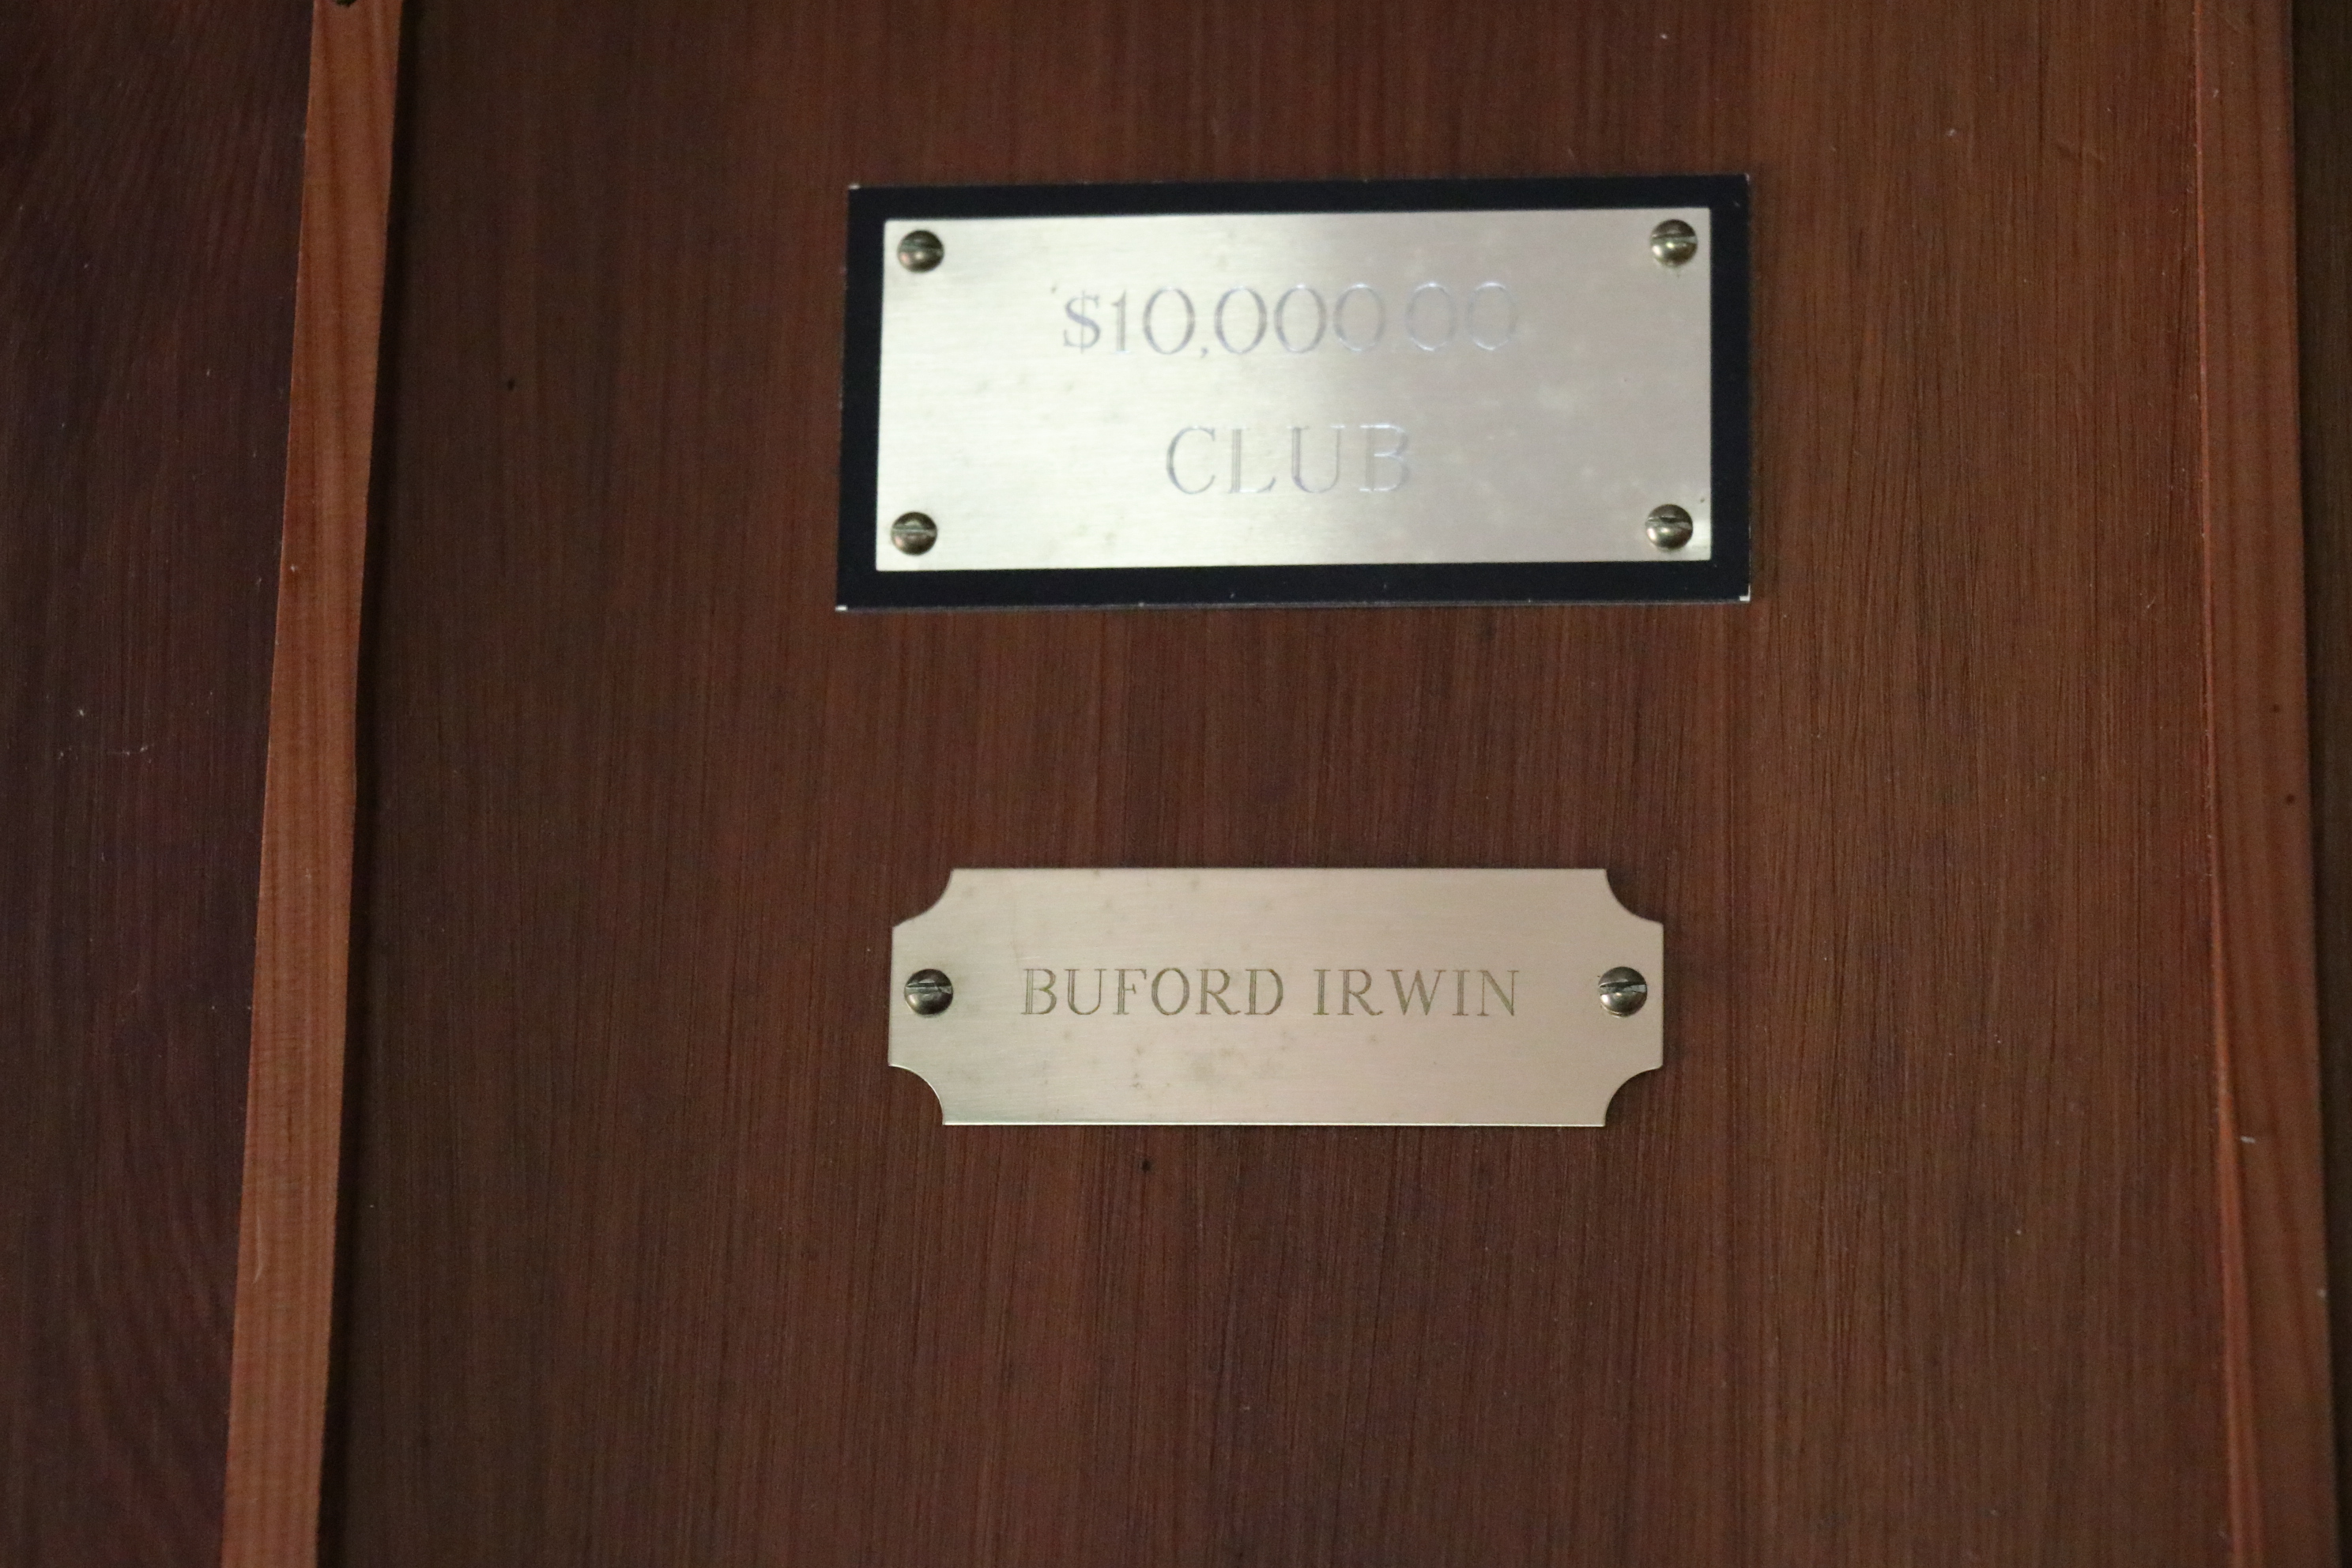 $10,000.00
CLUB
BUFORD IRWIN